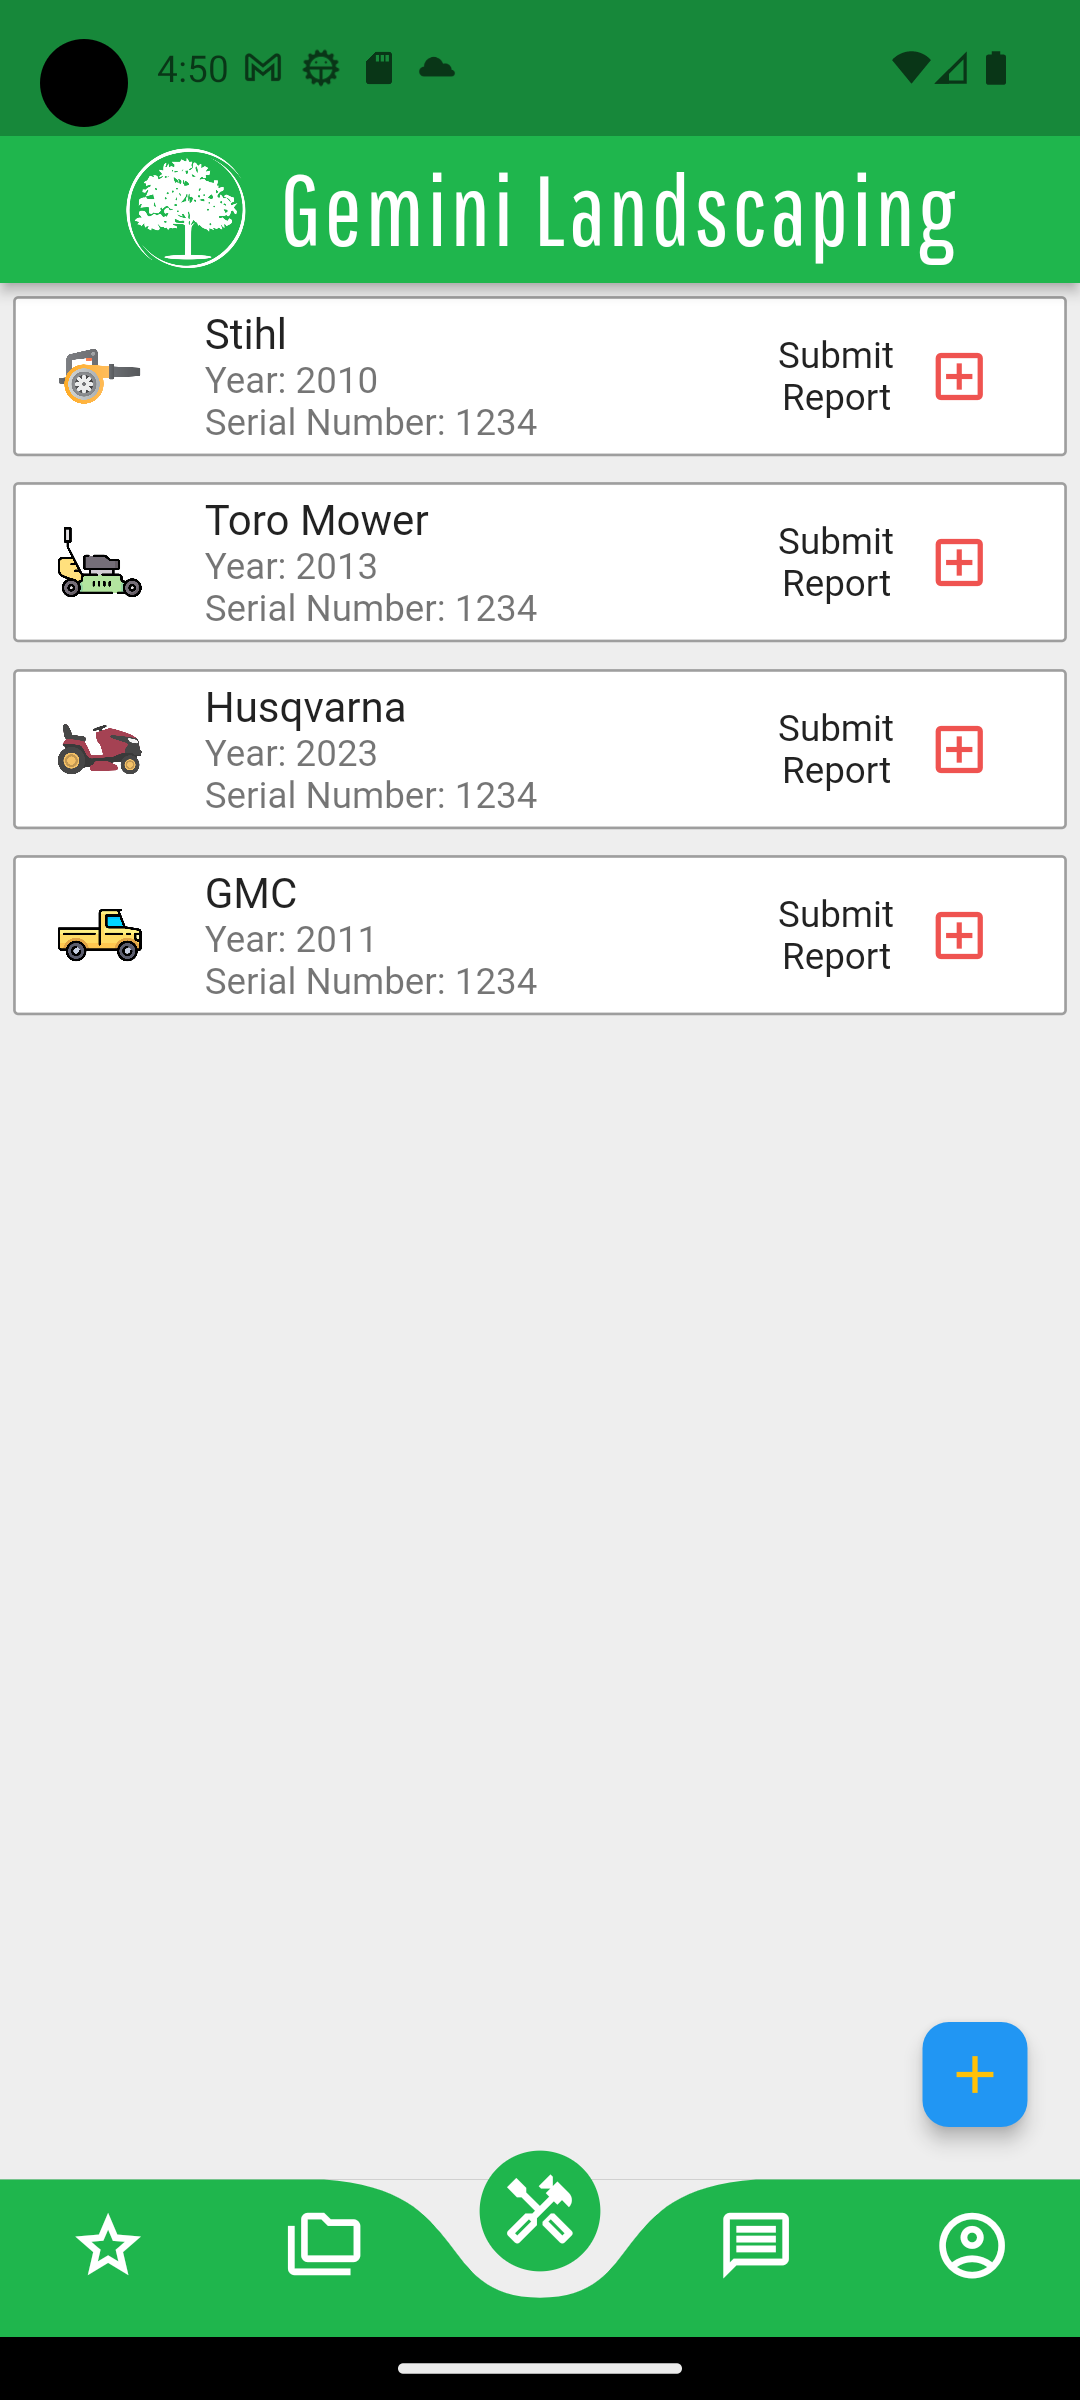 4:50
Gemini Landscaping
Stihl
Year: 2010
Serial Number: 1234
Submit
Report
Toro Mower
Year: 2013
Serial Number: 1234
Submit
Report
Husqvarna
Year: 2023
Serial Number: 1234
Submit
Report
GMC
Year: 2011
Serial Number: 1234
Submit
Report